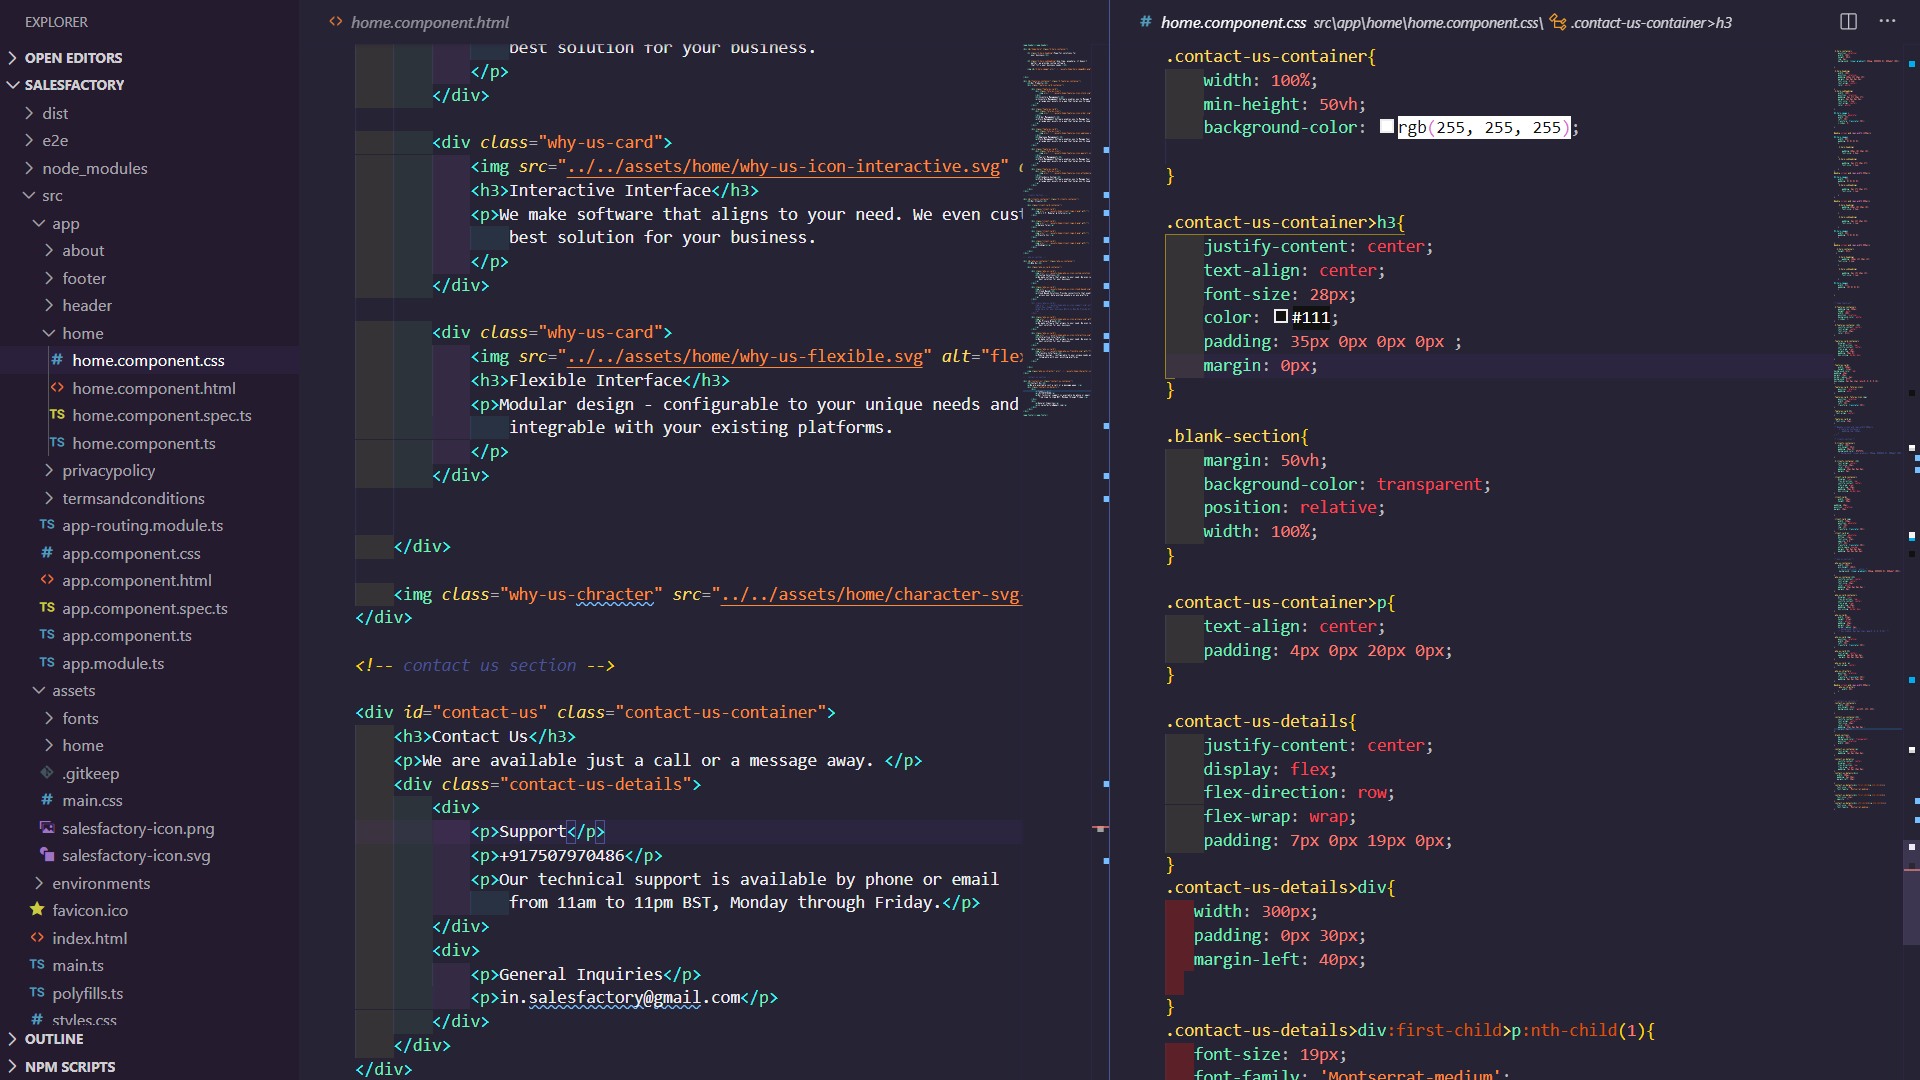 EXPLORER
OPEN EDITORS
SALESFACTORY
dist
e2e
node_modules
src
app
about
footer
header
home
# home.component.css
<> home.component.html
TS home.component.spec.ts
TS home.component.ts
privacypolicy
termsandconditions
TS app-routing.module.ts
# app.component.css
<> app.component.html
TS app.component.spec.ts
TS app.component.ts
TS app.module.ts
assets
fonts
home
.gitkeep
# main.css
salesfactory-icon.png
salesfactory-icon.svg
environments
favicon.ico
<> index.html
TS main.ts
TS polyfills.ts
# styles.css
OUTLINE
NPM SCRIPTS
<> home.component.html
best solution for your business.
</p>
</div>
<div class="why-us-card">
<img src="../../assets/home/why-us-icon-interactive.svg"
<h3>Interactive Interface</h3>
<p>We make software that aligns to your need. We even cust
best solution for your business.
</p>
</div>
<div class="why-us-card">
<img src="../../assets/home/why-us-flexible.svg" alt="flex
<h3>Flexible Interface</h3>
<p>Modular design - configurable to your unique needs and
integrable with your existing platforms.
</p>
</div>
</div>
<img class="why-us-chracter" src="../../assets/home/character-svg-
</div>
<!-- contact us section -->
<div id="contact-us" class="contact-us-container">
<h3>Contact Us</h3>
<p>We are available just a call or a message away. </p>
<div class="contact-us-details">
<div>
<p>Support</p>
<p>+917507970486</p>
<p>Our technical support is available by phone or email
from 11am to 11pm BST, Monday through Friday.</p>
</div>
<div>
<p>General Inquiries</p>
<p>in.salesfactory@gmail.com</p>
</div>
</div>
</div>
# home.component.css src\app\home\home.component.css\ .contact-us-container>h3
.contact-us-container{
width: 100%;
min-height: 50vh;
background-color: rgb(255, 255, 255);
}
.contact-us-container>h3{
justify-content: center;
text-align: center;
font-size: 28px;
color: #111;
padding: 35px 0px 0px 0px ;
margin: 0px;
}
.blank-section{
margin: 50vh;
background-color: transparent;
position: relative;
width: 100%;
}
.contact-us-container>p{
text-align: center;
padding: 4px 0px 20px 0px;
}
.contact-us-details{
justify-content: center;
display: flex;
flex-direction: row;
flex-wrap: wrap;
padding: 7px 0px 19px 0px;
}
.contact-us-details>div{
width: 300px;
padding: 0px 30px;
margin-left: 40px;
}
.contact-us-details>div:first-child>p:nth-child(1){
font-size: 19px;
font-family: 'Montserrat-medium';